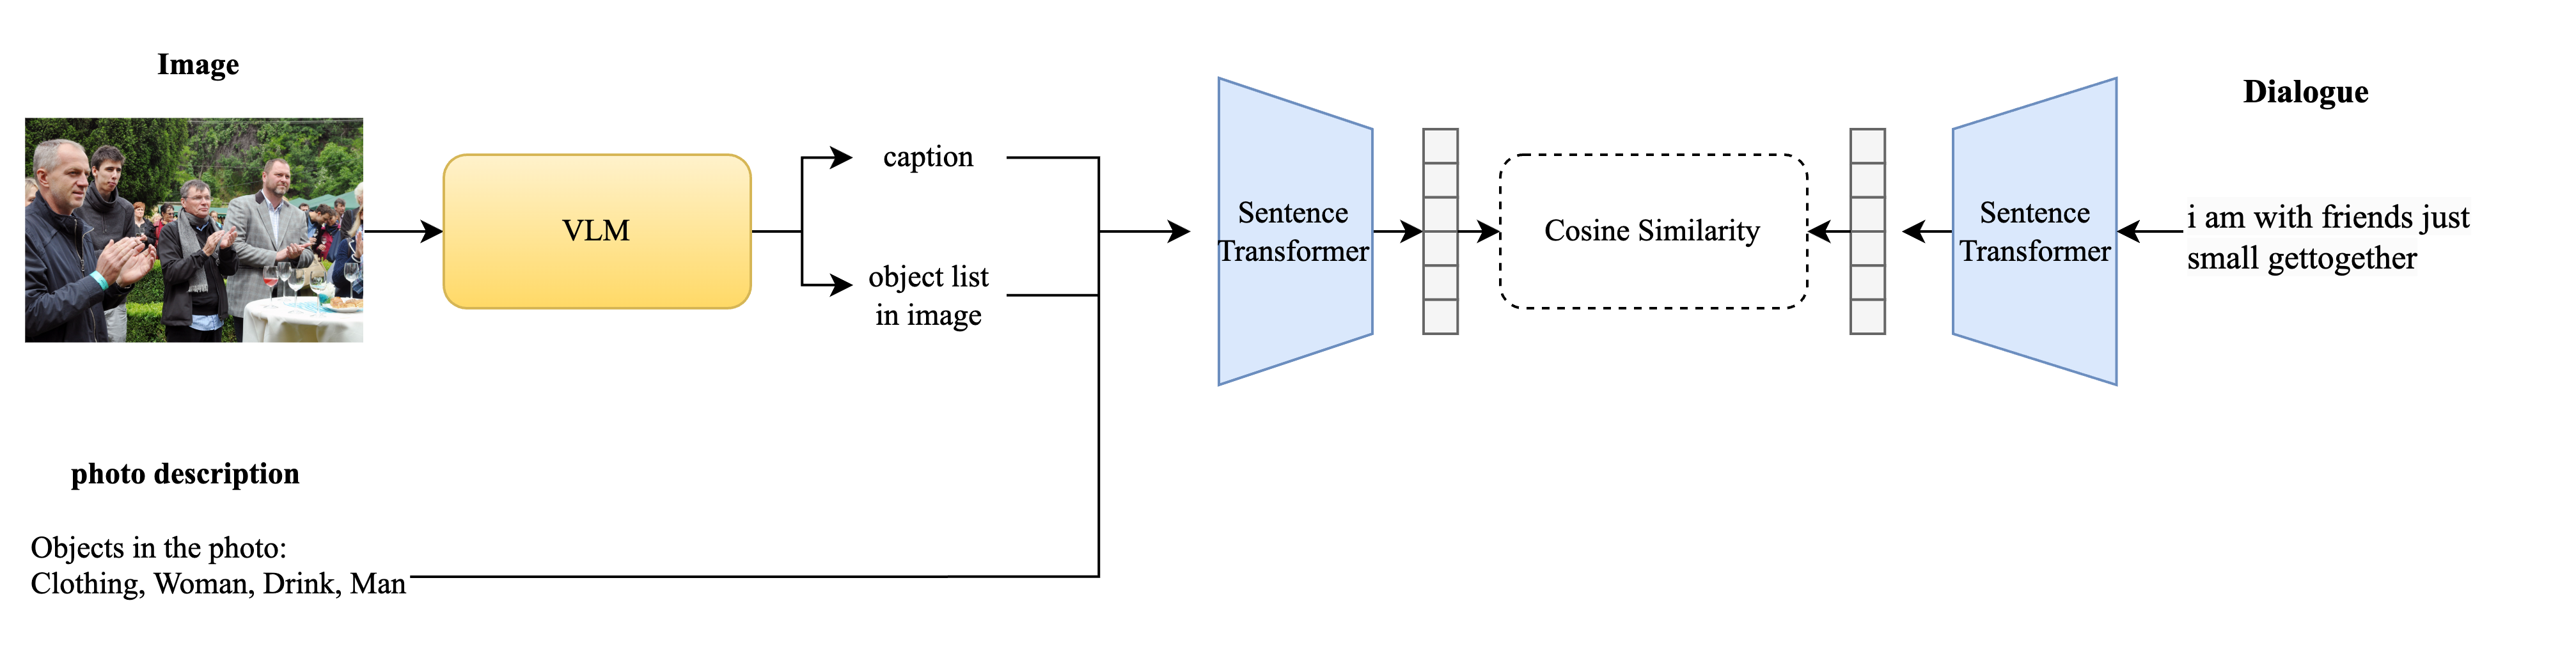 Image
VLM
caption
object list
in image
photo description
Objects in the photo:
Clothing, Woman, Drink, Man
Sentence
Transformer
Cosine Similarity
Sentence
Transformer
Dialogue
i am with friends just
small gettogether